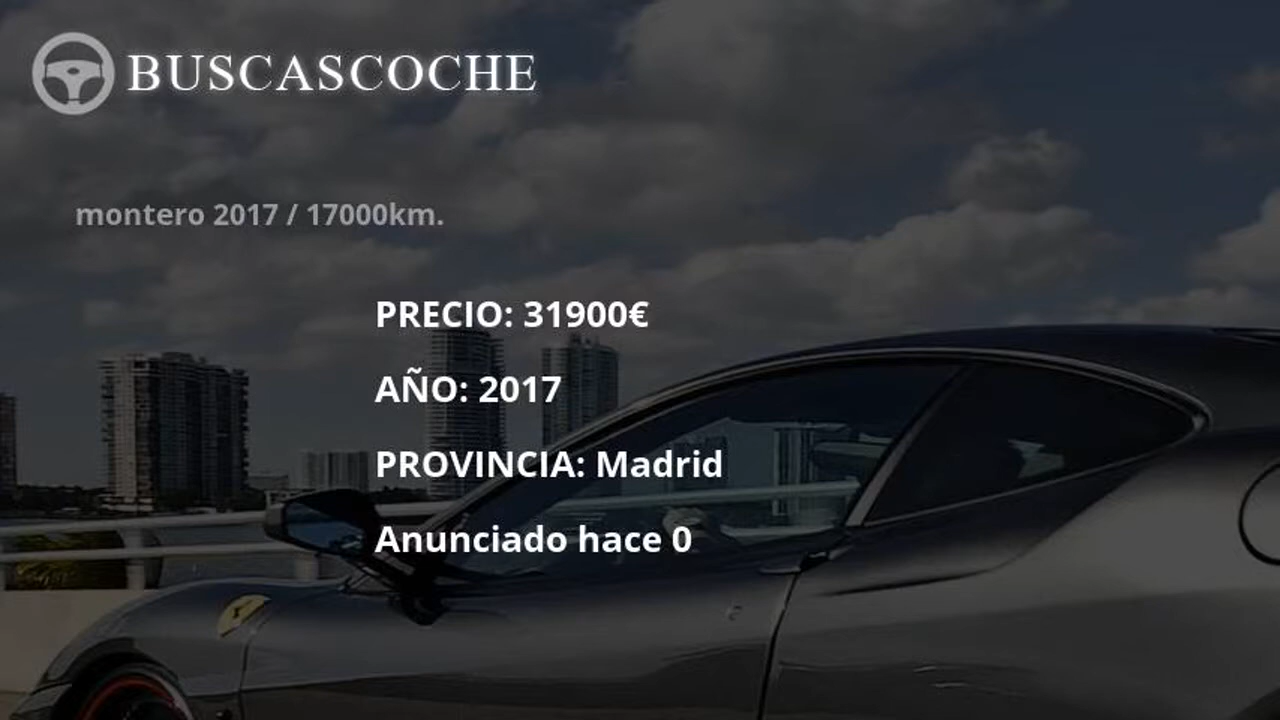 BUSCASCOCHE
montero 2017 / 17000km.
PRECIO: 31900€
AÑO: 2017
PROVINCIA: Madrid
Anunciado hace 0